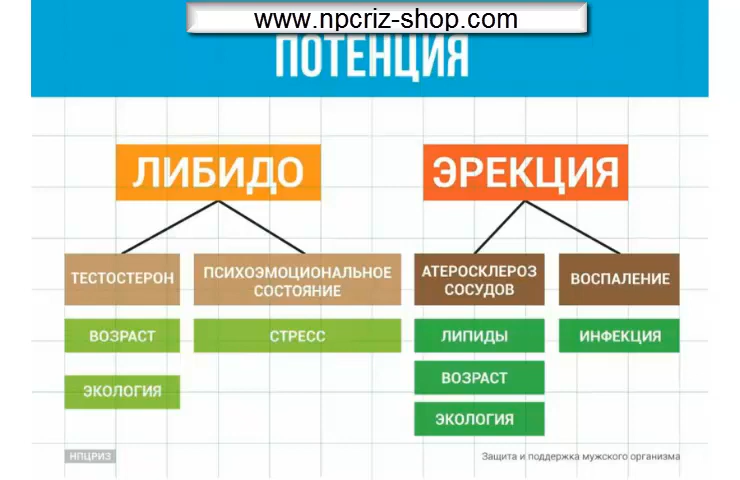 www.npcriz-shop.com
ПОТЕНЦИЯ
ЛИБИДО
ЭРЕКЦИЯ
ТЕСТОСТЕРОН
ПСИХОЭМОЦИОНАЛЬНОЕ
СОСТОЯНИЕ
АТЕРОСКЛЕРОЗ
СОСУДОВ
ВОСПАЛЕНИЕ
ВОЗРАСТ
СТРЕСС
ЛИПИДЫ
ИНФЕКЦИЯ
ЭКОЛОГИЯ
ВОЗРАСТ
ЭКОЛОГИЯ
НПЦРИЗ
Защита и поддержка мужского организма